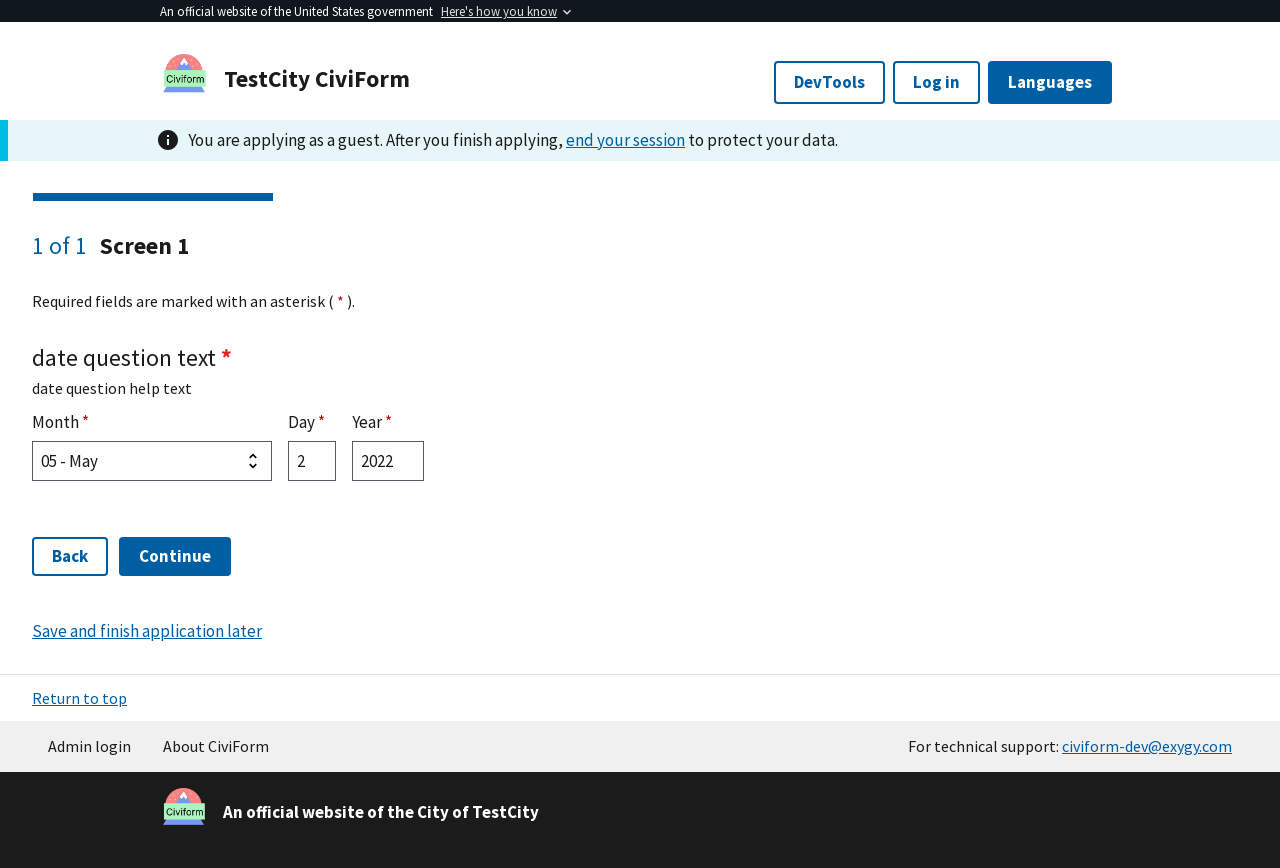 An official website of the United States government Here's how you know
Civiform
TestCity CiviForm
DevTools
Log in
Languages
You are applying as a guest. After you finish applying, end your session to protect your data.
1 of 1 Screen 1
Required fields are marked with an asterisk ( * ).
date question text *
date question help text
Month * Day * Year *
05 - May 2 2022
Back Continue
Save and finish application later
Return to top
Admin login About CiviForm For technical support: civiform-dev@exygy.com
Civiform
An official website of the City of TestCity